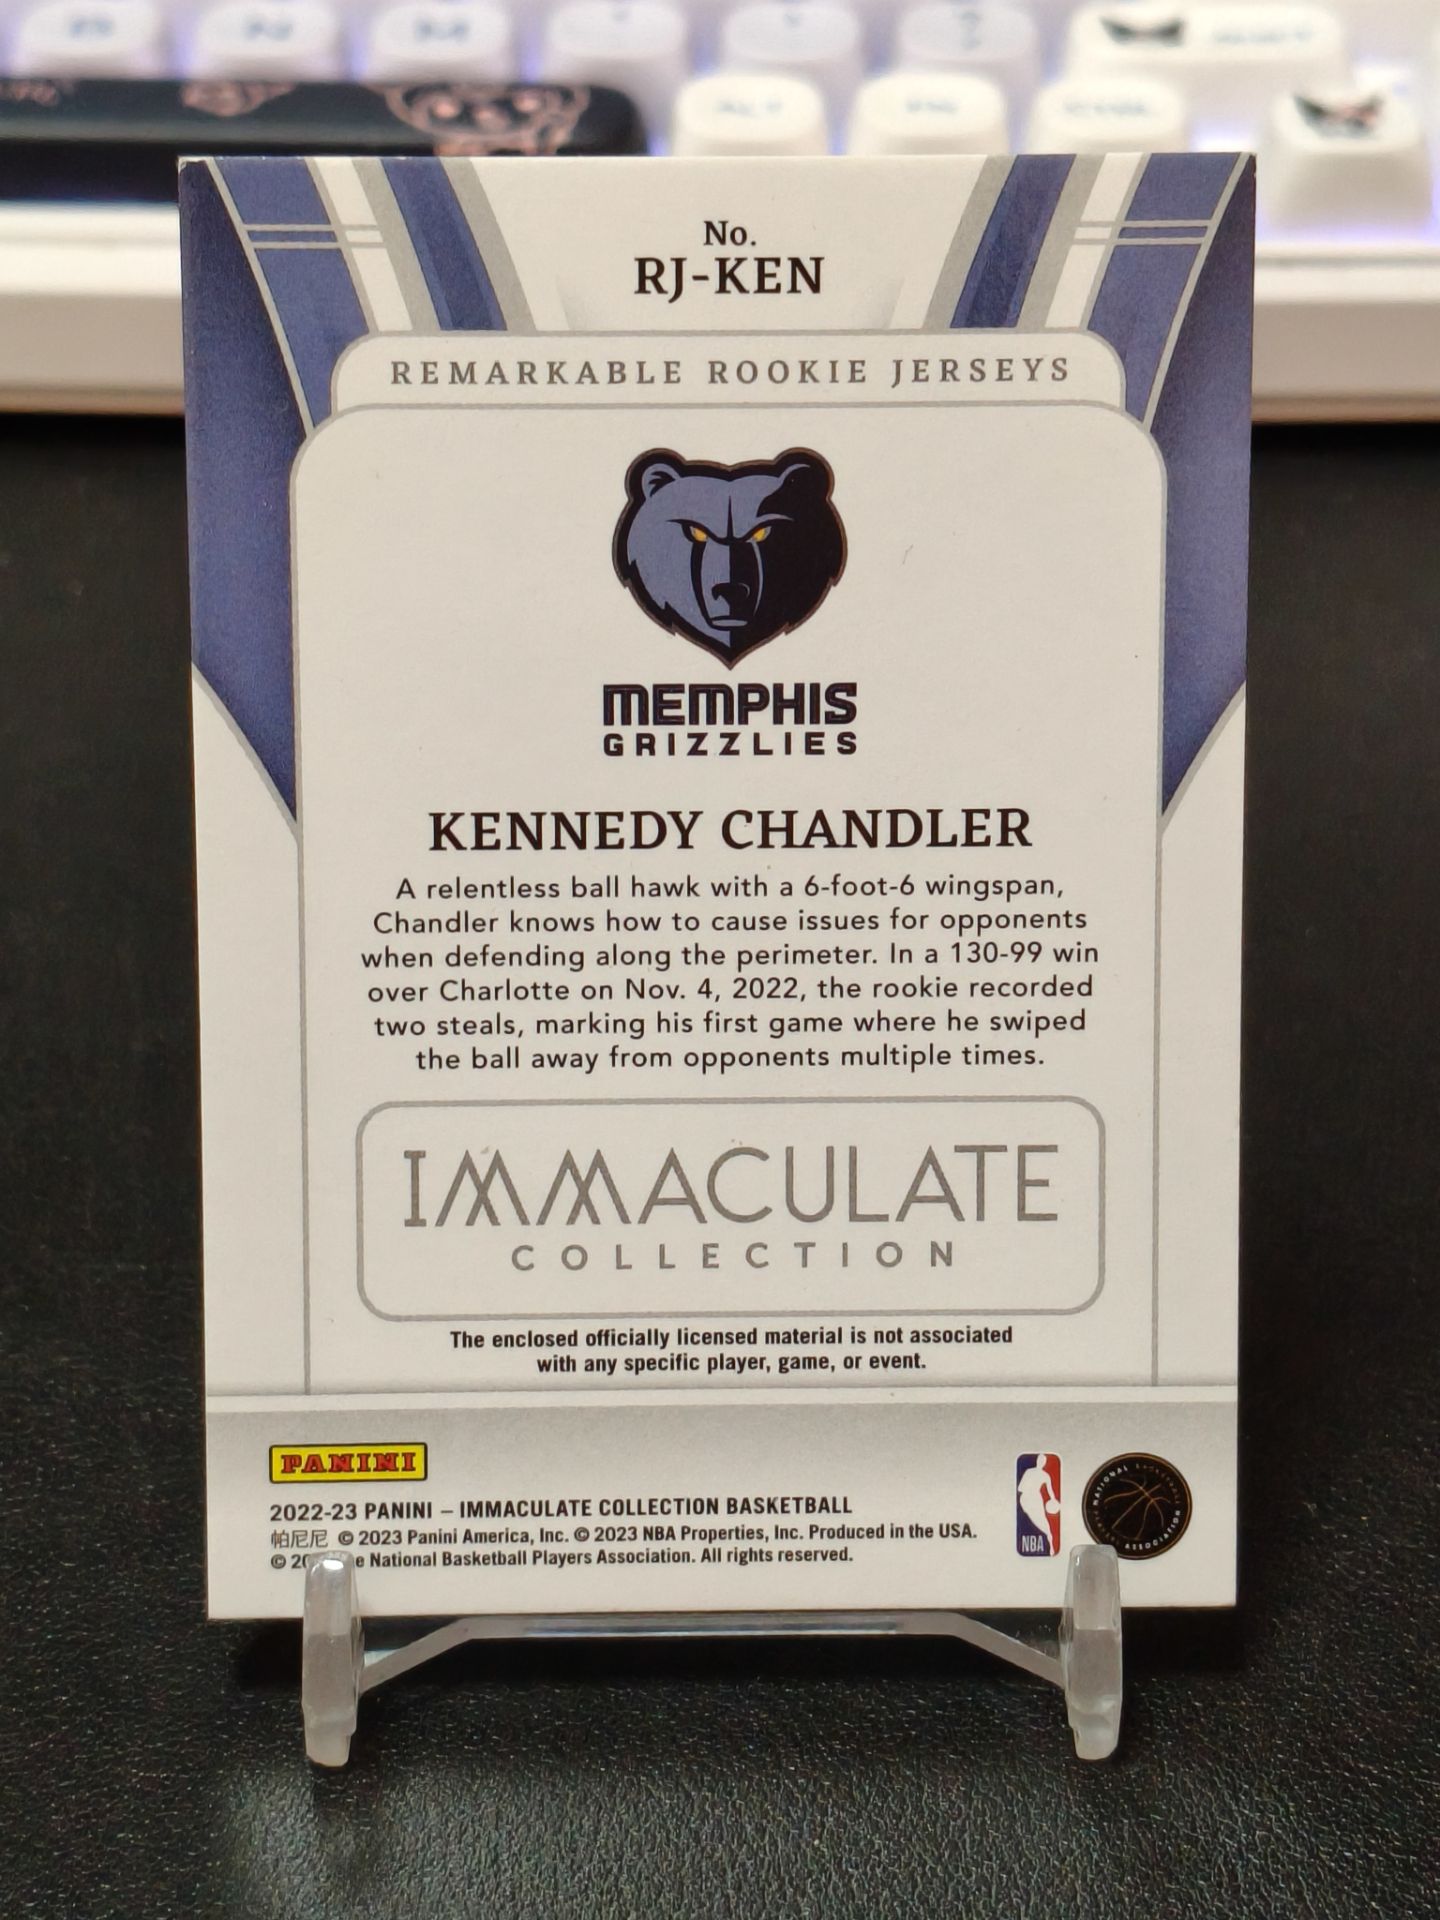 No.
RJ-KEN
REMARKABLE ROOKIE JERSEYS
MEMPHIS
GRIZZLIES
KENNEDY CHANDLER
A relentless ball hawk with a 6-foot-6 wingspan,
Chandler knows how to cause issues for opponents
when defending along the perimeter. In a 130-99 win
over Charlotte on Nov. 4, 2022, the rookie recorded
two steals, marking his first game where he swiped
the ball away from opponents multiple times.
IMMACULATE
COLLECTION
The enclosed officially licensed material is not associated
with any specific player, game, or event.
PANINI
2022-23 PANINI – IMMACULATE COLLECTION BASKETBALL
帕尼尼 © 2023 Panini America, Inc. © 2023 NBA Properties, Inc. Produced in the USA.
© National Basketball Players Association. All rights reserved.
NBA
NATIONAL BASKETBALL ASSOCIATION